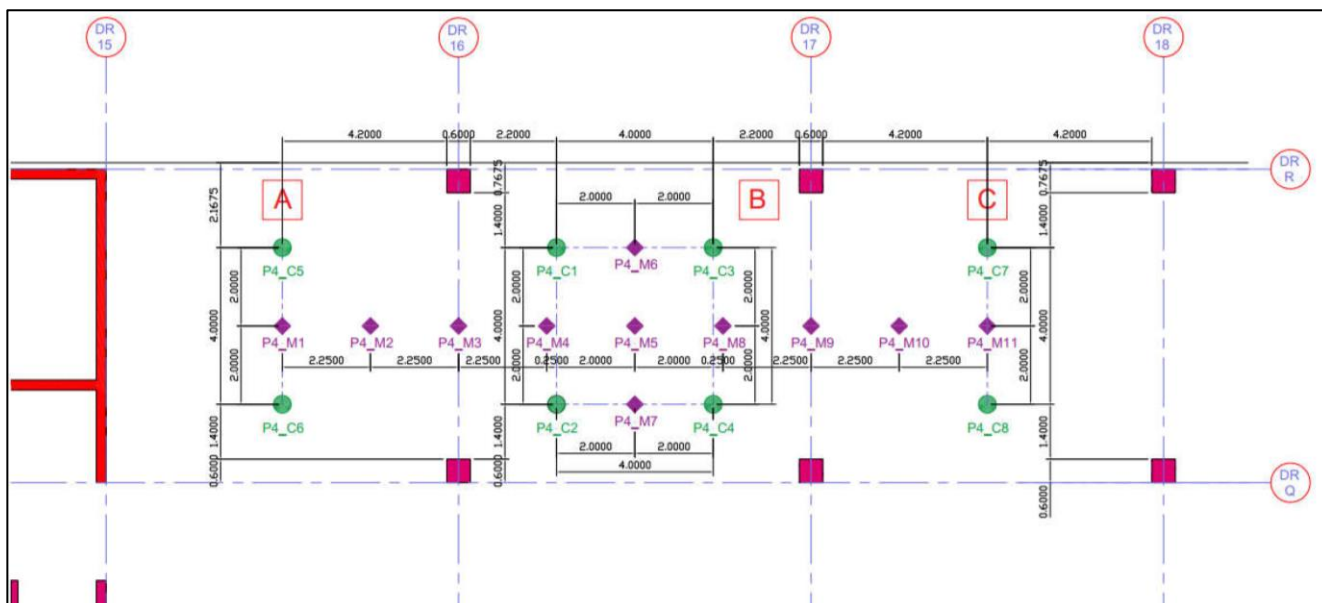 DR
15
DR
16
DR
17
DR
18
4.2000
0.6000
2.2000
4.0000
2.2000
0.6000
4.2000
4.2000
DR
R
2.1675
0.7675
0.7675
A
B
C
2.0000
2.0000
1.4000
1.4000
P4_C5
P4_C1
P4_M6
P4_C3
P4_C7
2.0000
2.0000
2.0000
2.0000
4.0000
4.0000
4.0000
4.0000
P4_M1
P4_M2
P4_M3
P4_M4
P4_M5
P4_M8
P4_M9
P4_M10
P4_M11
2.2500
2.2500
2.2500
0.2500
2.0000
2.0000
0.2500
2.2500
2.2500
2.2500
2.0000
2.0000
2.0000
2.0000
P4_C6
P4_C2
P4_M7
P4_C4
P4_C8
1.4000
1.4000
1.4000
2.0000
2.0000
4.0000
0.6000
0.6000
0.6000
DR
Q